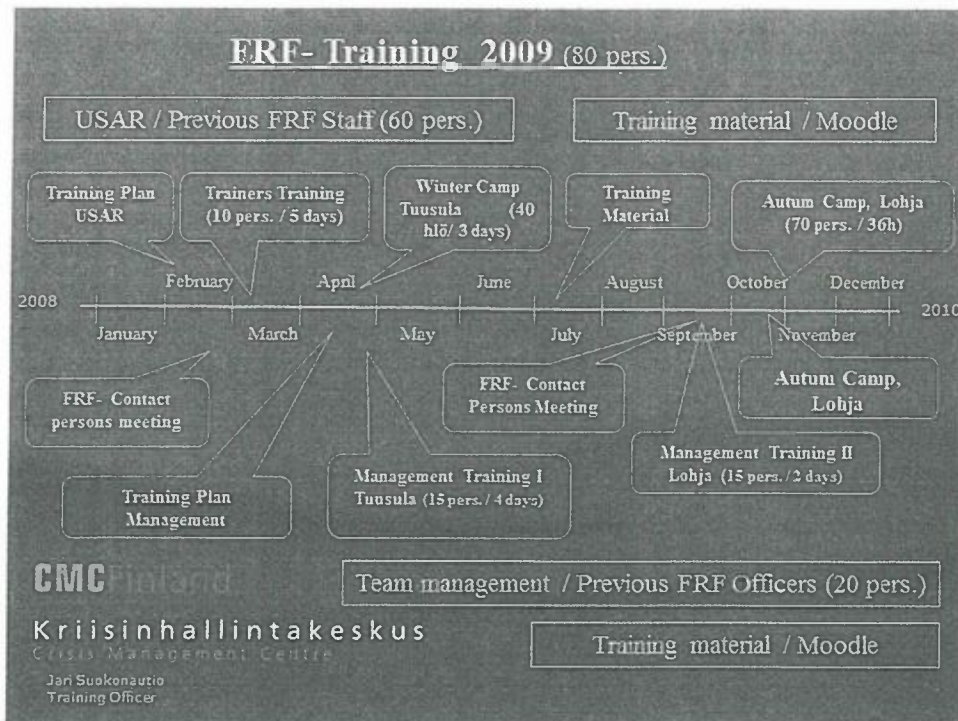 FRF- Training 2009 (80 pers.)
USAR / Previous FRF Staff (60 pers.)
Training material / Moodle
Training Plan
USAR
Trainers Training
(10 pers. / 5 days)
Winter Camp
Tuusula (40
hlö/ 3 days)
Training
Material
Autum Camp, Lohja
(70 pers. / 36h)
February
April
June
August
October
December
2008
2010
January
March
May
July
September
November
FRF- Contact
persons meeting
FRF- Contact
Persons Meeting
Autum Camp,
Lohja
Training Plan
Management
Management Training I
Tuusula (15 pers. / 4 days)
Management Training II
Lohja (15 pers. / 2 days)
CMC Finland
Team management / Previous FRF Officers (20 pers.)
Kriisinhallintakeskus
Crisis Management Centre
Training material / Moodle
Jari Suokonautio
Training Officer